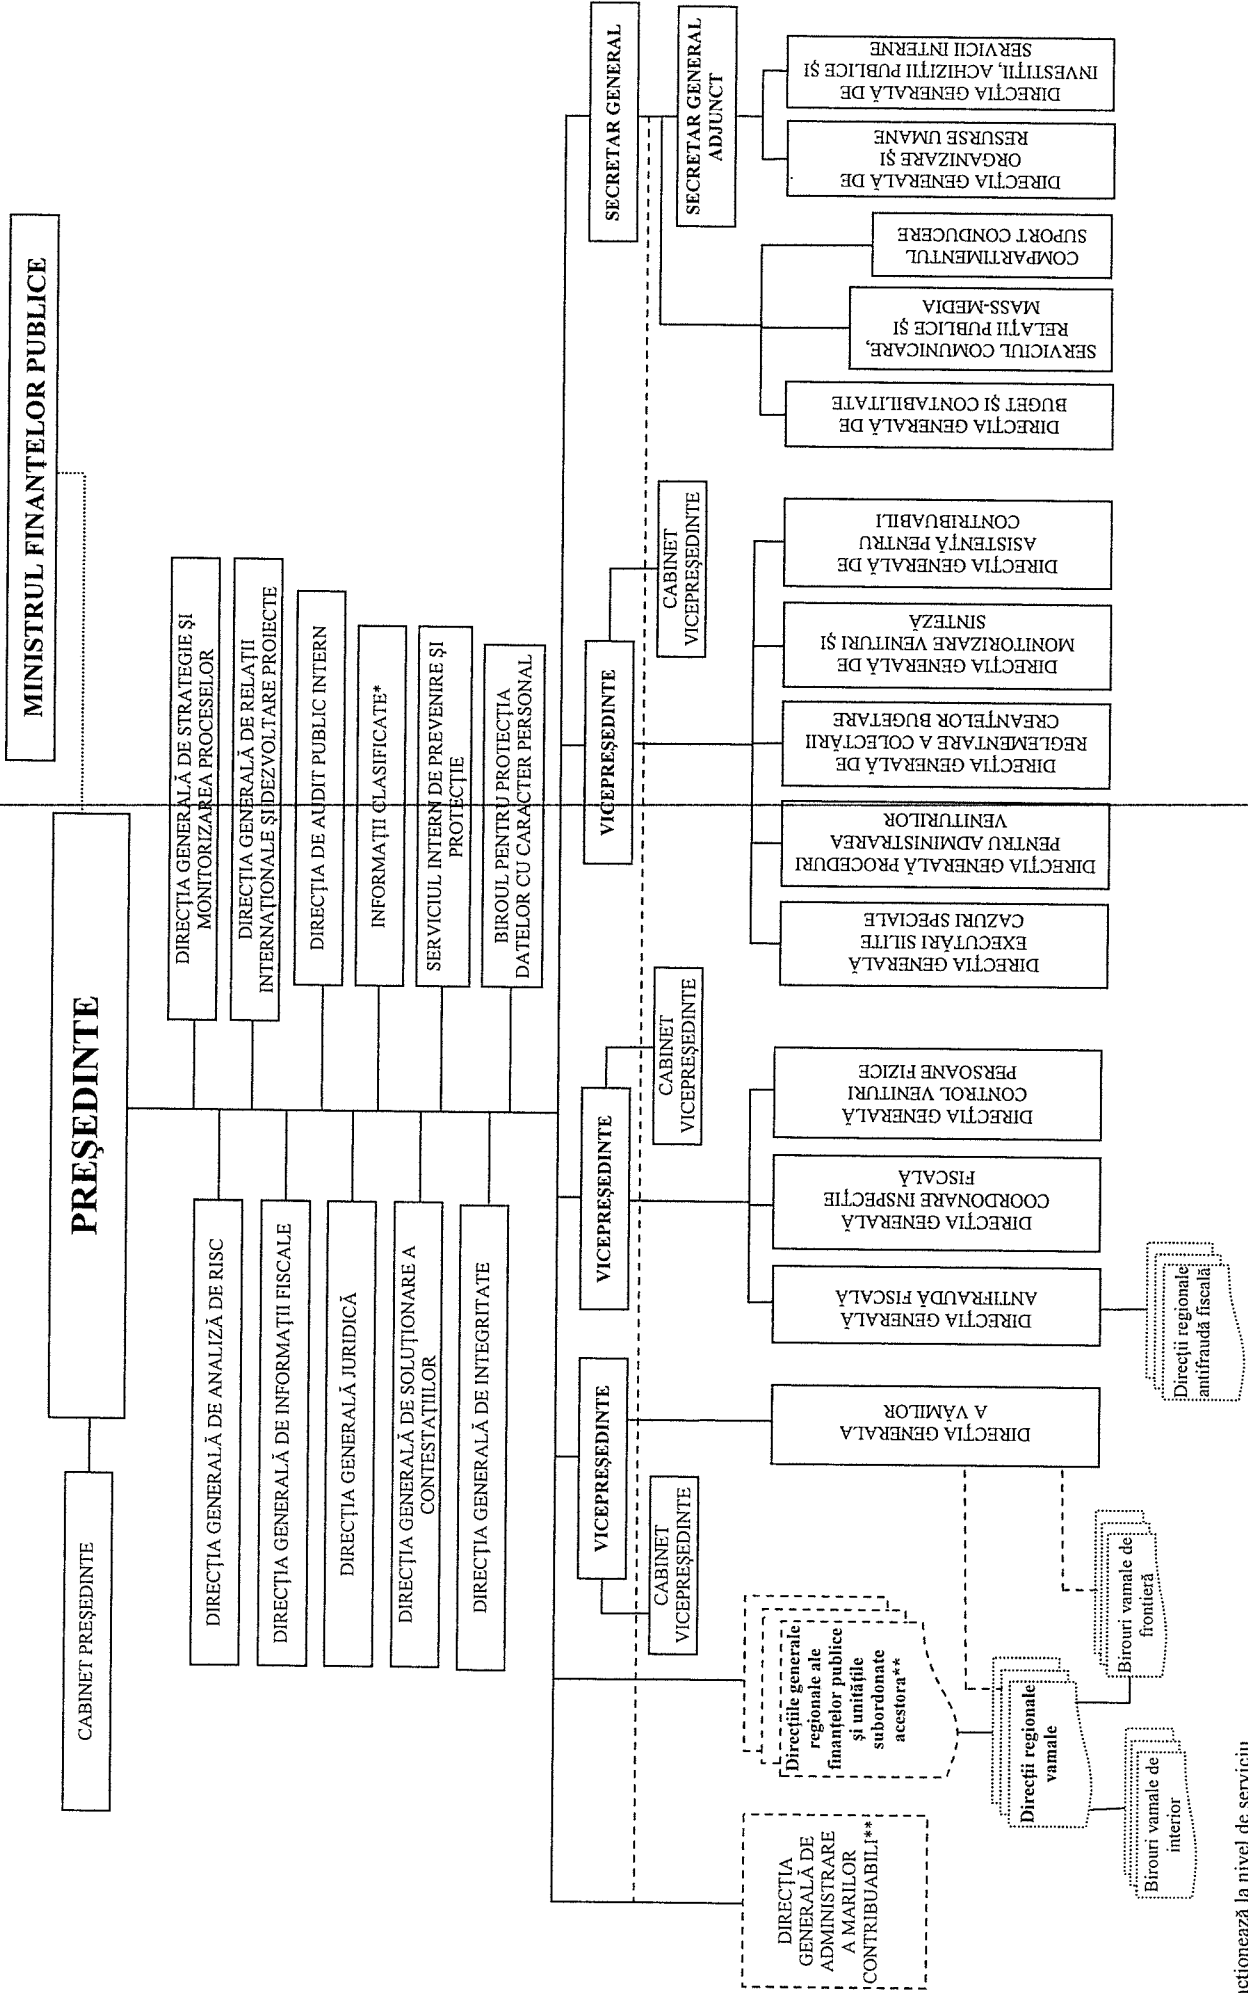 MINISTRUL FINANȚELOR PUBLICE
CABINET PREȘEDINTE
PREȘEDINTE
DIRECȚIA GENERALĂ DE ANALIZĂ DE RISC
DIRECȚIA GENERALĂ DE INFORMAȚII FISCALE
DIRECȚIA GENERALĂ JURIDICĂ
DIRECȚIA GENERALĂ DE SOLUȚIONARE A
CONTESTAȚIILOR
DIRECȚIA GENERALĂ DE INTEGRITATE
DIRECȚIA GENERALĂ DE STRATEGIE ȘI
MONITORIZAREA PROCESELOR
DIRECȚIA GENERALĂ DE RELAȚII
INTERNAȚIONALE ȘI DEZVOLTARE PROIECTE
DIRECȚIA DE AUDIT PUBLIC INTERN
INFORMAȚII CLASIFICATE*
SERVICIUL INTERN DE PREVENIRE ȘI
PROTECȚIE
BIROUL PENTRU PROTECȚIA
DATELOR CU CARACTER PERSONAL
VICEPREȘEDINTE
VICEPREȘEDINTE
VICEPREȘEDINTE
SECRETAR GENERAL
CABINET
VICEPREȘEDINTE
CABINET
VICEPREȘEDINTE
CABINET
VICEPREȘEDINTE
SECRETAR GENERAL
ADJUNCT
DIRECȚIA
GENERALĂ DE
ADMINISTRARE
A MARILOR
CONTRIBUABILI**
Direcțiile generale
regionale ale
finanțelor publice
și unitățile
subordonate
acestora**
DIRECȚIA GENERALA
A VĂMILOR
DIRECȚIA GENERALĂ
ANTIFRAUDĂ FISCALĂ
DIRECȚIA GENERALĂ
COORDONARE INSPECȚIE
FISCALĂ
DIRECȚIA GENERALĂ
CONTROL VENITURI
PERSOANE FIZICE
DIRECȚIA GENERALĂ
EXECUTĂRI SILITE
CAZURI SPECIALE
DIRECȚIA GENERALĂ PROCEDURI
PENTRU ADMINISTRAREA
VENITURILOR
DIRECȚIA GENERALĂ DE
REGLEMENTARE A COLECTĂRII
CREANȚELOR BUGETARE
DIRECȚIA GENERALĂ DE
MONITORIZARE VENITURI ȘI
SINTEZĂ
DIRECȚIA GENERALĂ DE
ASISTENȚĂ PENTRU
CONTRIBUABILI
DIRECȚIA GENERALĂ DE
BUGET ȘI CONTABILITATE
SERVICIUL COMUNICARE,
RELAȚII PUBLICE ȘI
MASS-MEDIA
COMPARTIMENTUL
SUPORT CONDUCERE
DIRECȚIA GENERALĂ DE
ORGANIZARE ȘI
RESURSE UMANE
DIRECȚIA GENERALĂ DE
INVESTIȚII, ACHIZIȚII PUBLICE ȘI
SERVICII INTERNE
Direcții regionale
vamale
Birouri vamale de
interior
Birouri vamale de
frontieră
Direcții regionale
antifraudă fiscală
la nivel de serviciu